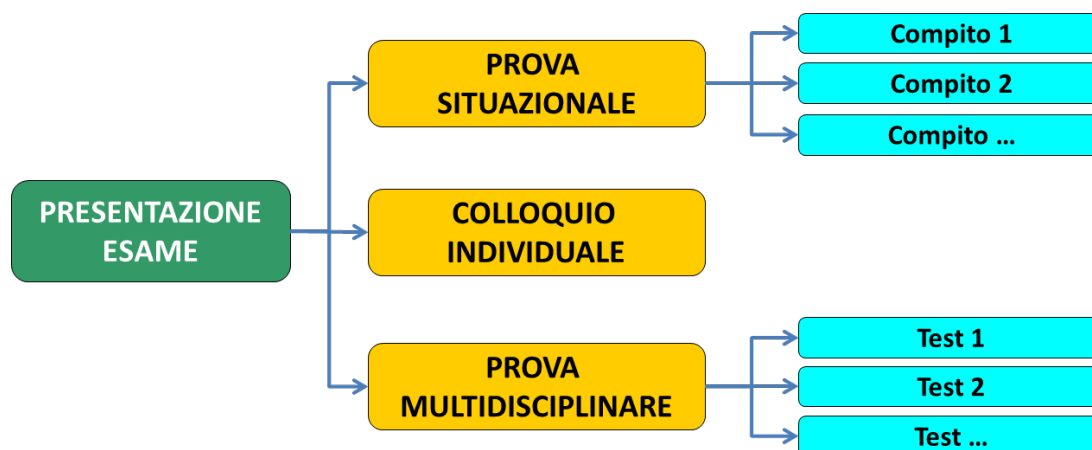 PRESENTAZIONE
ESAME
PROVA
SITUAZIONALE
Compito 1
Compito 2
Compito …
COLLOQUIO
INDIVIDUALE
PROVA
MULTIDISCIPLINARE
Test 1
Test 2
Test …